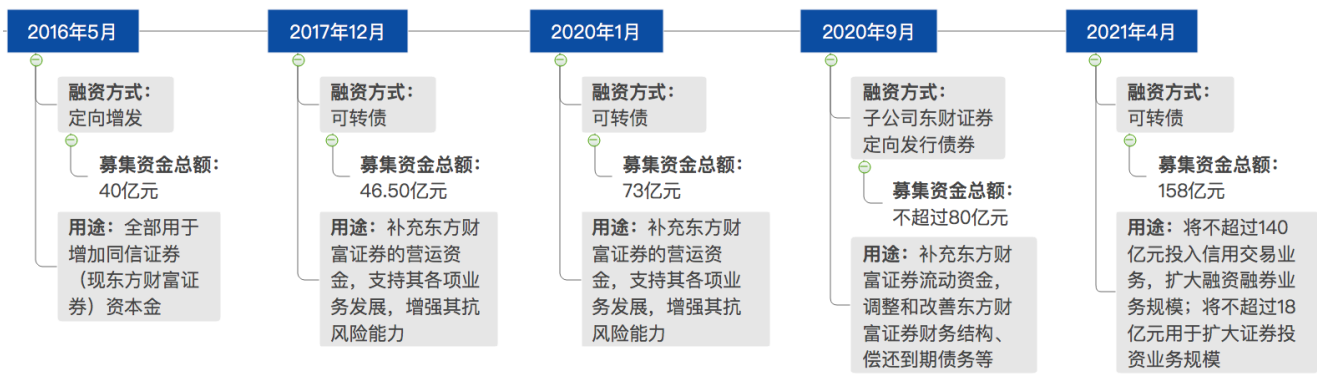 2016年5月
融资方式：
定向增发
募集资金总额：
40亿元
用途：全部用于
增加同信证券
（现东方财富证
券）资本金
2017年12月
融资方式：
可转债
募集资金总额：
46.50亿元
用途：补充东方财
富证券的营运资
金，支持其各项业
务发展，增强其抗
风险能力
2020年1月
融资方式：
可转债
募集资金总额：
73亿元
用途：补充东方财
富证券的营运资
金，支持其各项业
务发展，增强其抗
风险能力
2020年9月
融资方式：
子公司东财证券
定向发行债券
募集资金总额：
不超过80亿元
用途：补充东方财
富证券流动资金，
调整和改善东方财
富证券财务结构、
偿还到期债务等
2021年4月
融资方式：
可转债
募集资金总额：
158亿元
用途：将不超过140
亿元投入信用交易业
务，扩大融资融券业
务规模；将不超过18
亿元用于扩大证券投
资业务规模